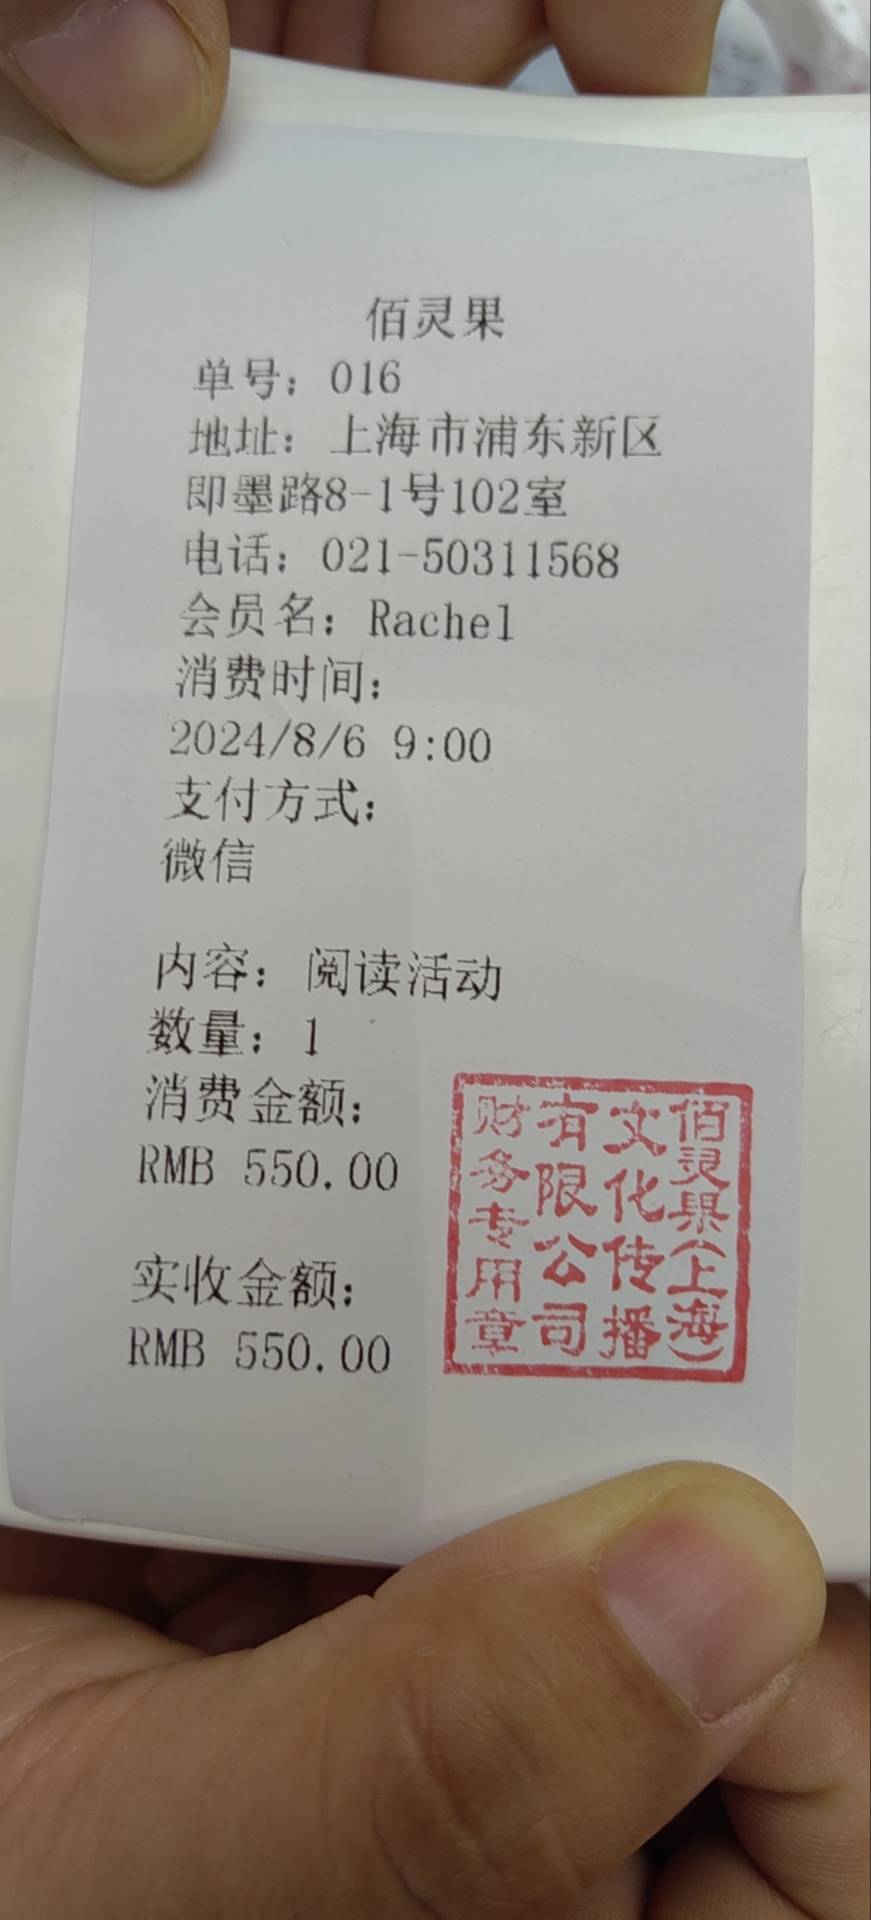 佰灵果
单号：016
地址：上海市浦东新区
即墨路8-1号102室
电话：021-50311568
会员名：Rachel
消费时间：
2024/8/6 9:00
支付方式：
微信
内容：阅读活动
数量：1
消费金额：
RMB 550.00
实收金额：
RMB 550.00
佰灵果(上海)
文化传播
有限公司
财务专用章